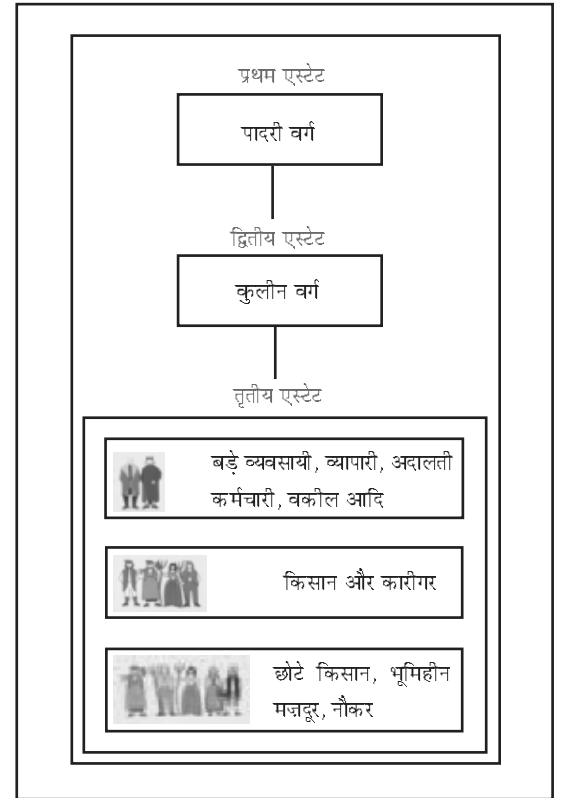 प्रथम एस्टेट
पादरी वर्ग
द्वितीय एस्टेट
कुलीन वर्ग
तृतीय एस्टेट
बड़े व्यवसायी, व्यापारी, अदालती
कर्मचारी, वकील आदि
किसान और कारीगर
छोटे किसान, भूमिहीन
मज़दूर, नौकर